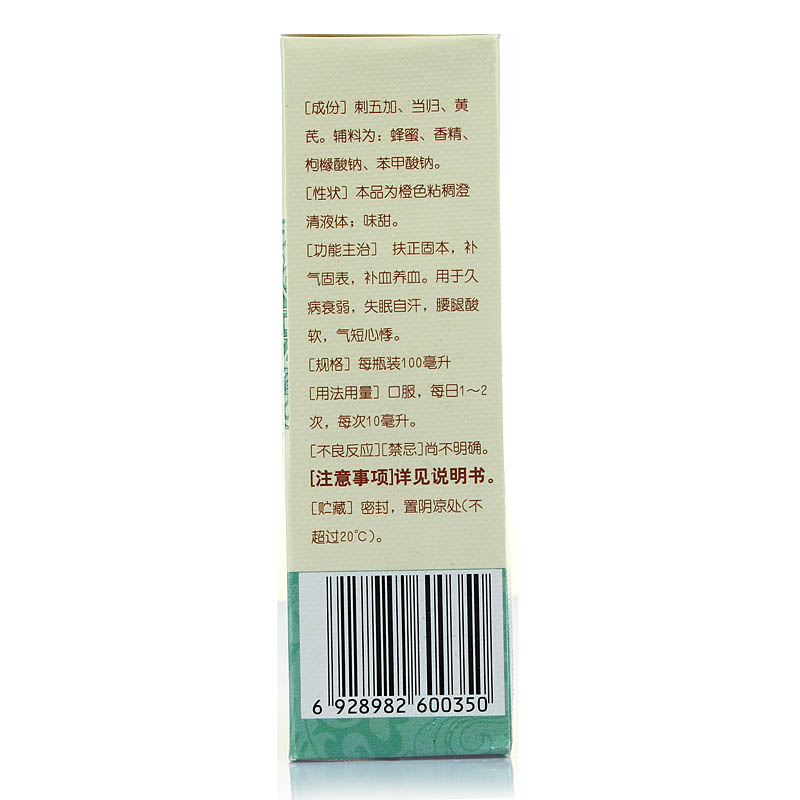 [成份] 刺五加、当归、黄
芪。辅料为：蜂蜜、香精、
枸橼酸钠、苯甲酸钠。
[性状] 本品为橙色粘稠澄
清液体；味甜。
[功能主治] 扶正固本，补
气固表，补血养血。用于久
病衰弱，失眠自汗，腰腿酸
软，气短心悸。
[规格] 每瓶装100毫升
[用法用量] 口服，每日1～2
次，每次10毫升。
[不良反应][禁忌]尚不明确。
[注意事项]详见说明书。
[贮藏] 密封，置阴凉处(不
超过20℃)。
6 928982 600350